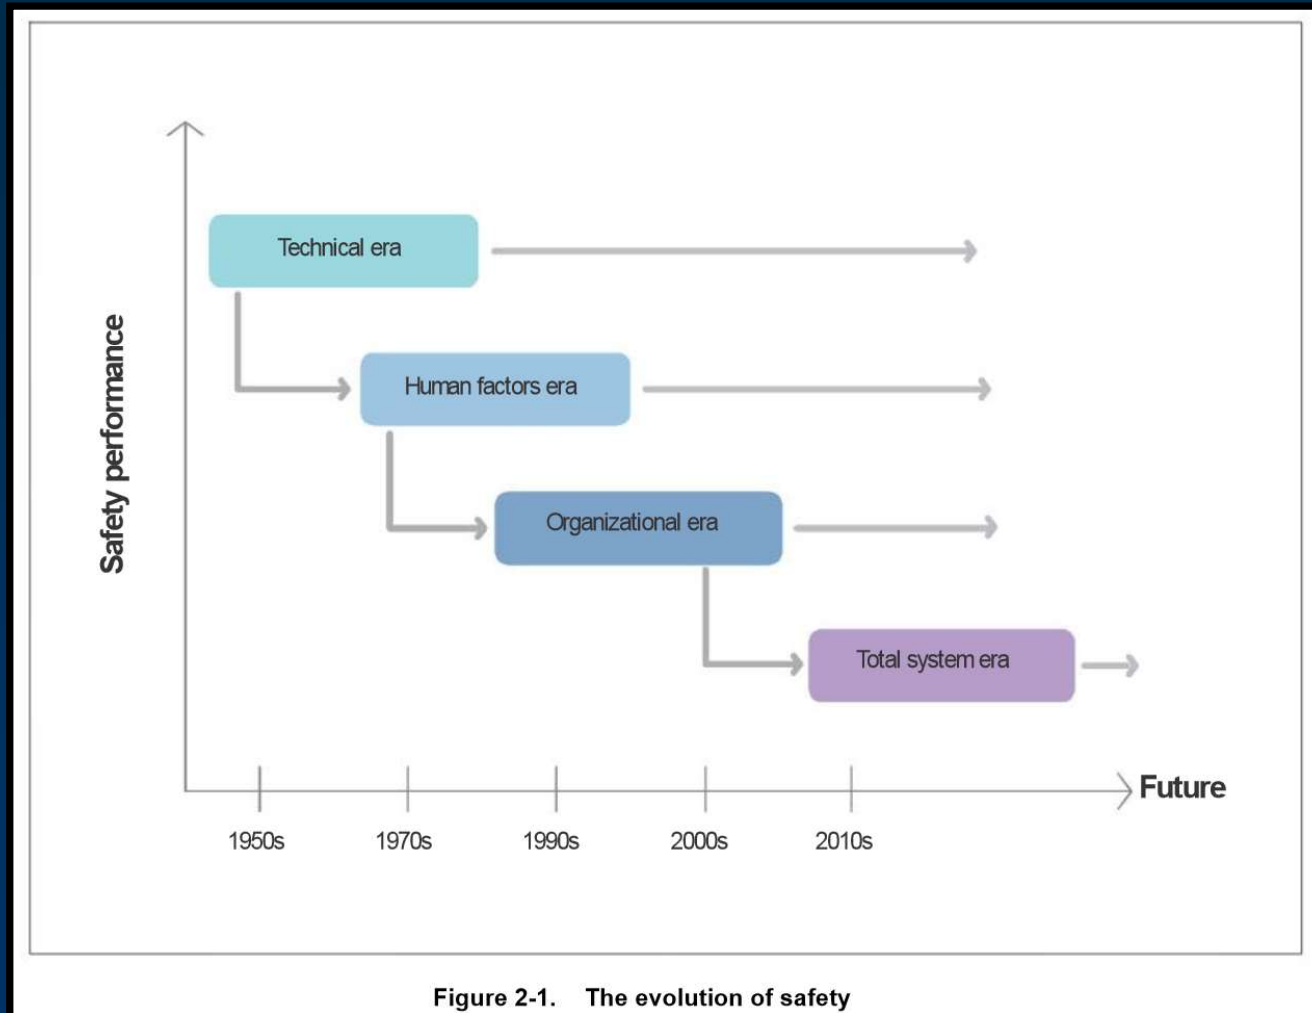 Safety performance
Technical era
Human factors era
Organizational era
Total system era
Future
1950s
1970s
1990s
2000s
2010s
Figure 2-1. The evolution of safety